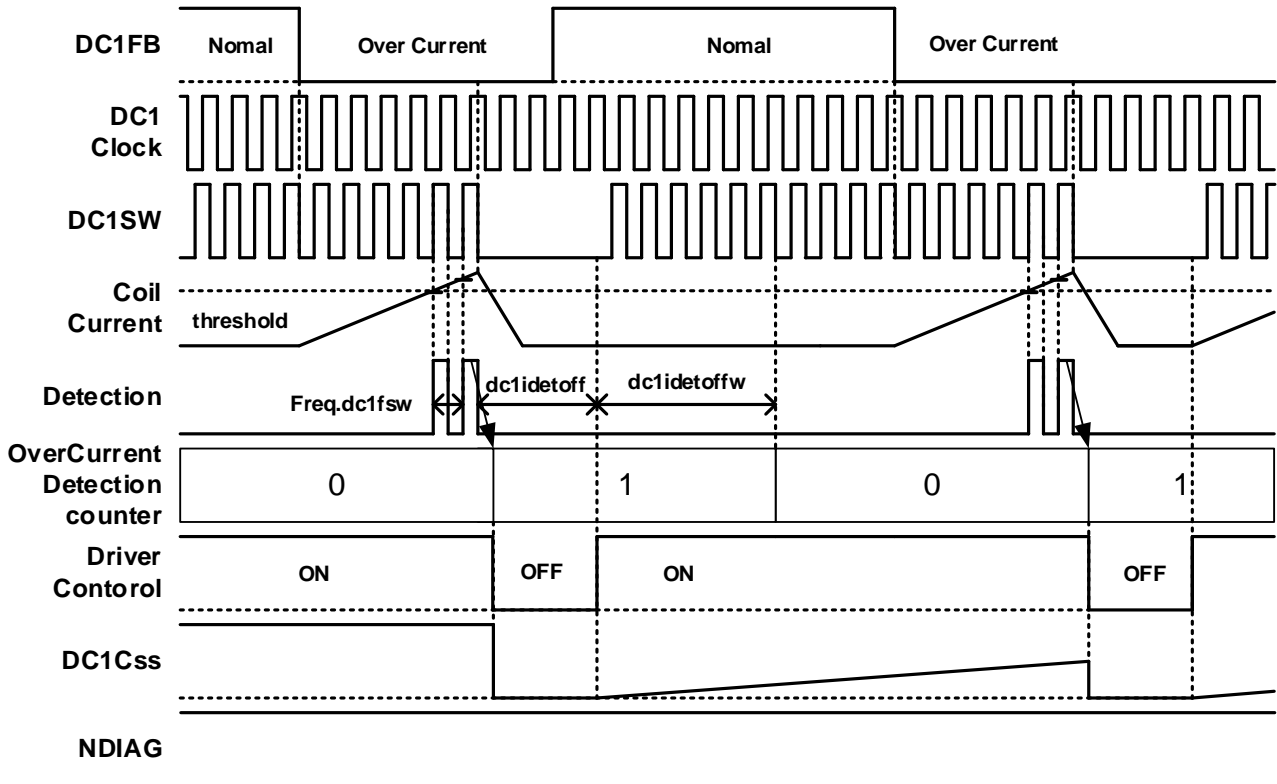 DC1FB
Nomal
Over Current
Nomal
Over Current
DC1
Clock
DC1SW
Coil
Current
threshold
Detection
Freq.dc1fsw
dc1idetoff
dc1idetoffw
OverCurrent
Detection
counter
0
1
0
1
Driver
Contorol
ON
OFF
ON
OFF
DC1Css
NDIAG